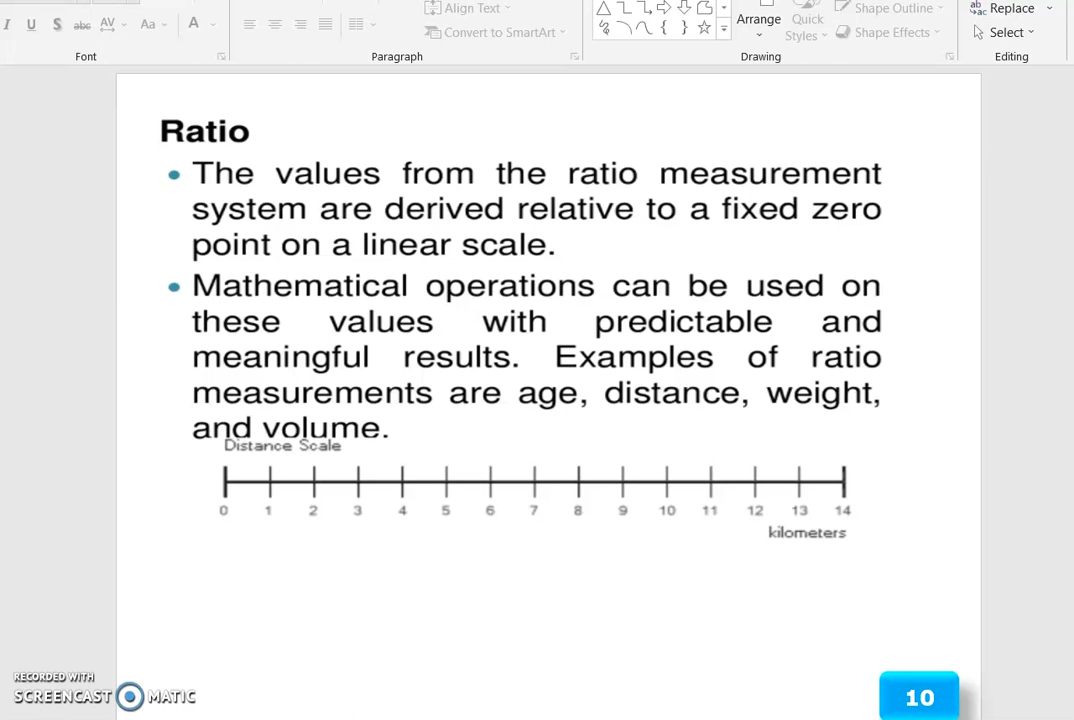 Align Text
Replace
Shape Outline
U S abc AV Aa A
Convert to SmartArt
Arrange
Quick
Styles
Shape Effects
Select
Font
Paragraph
Drawing
Editing
Ratio
• The values from the ratio measurement
system are derived relative to a fixed zero
point on a linear scale.
• Mathematical operations can be used on
these values with predictable and
meaningful results. Examples of ratio
measurements are age, distance, weight,
and volume.
Distance Scale
0 1 2 3 4 5 6 7 8 9 10 11 12 13 14
kilometers
RECORDED WITH
SCREENCAST MATIC
10